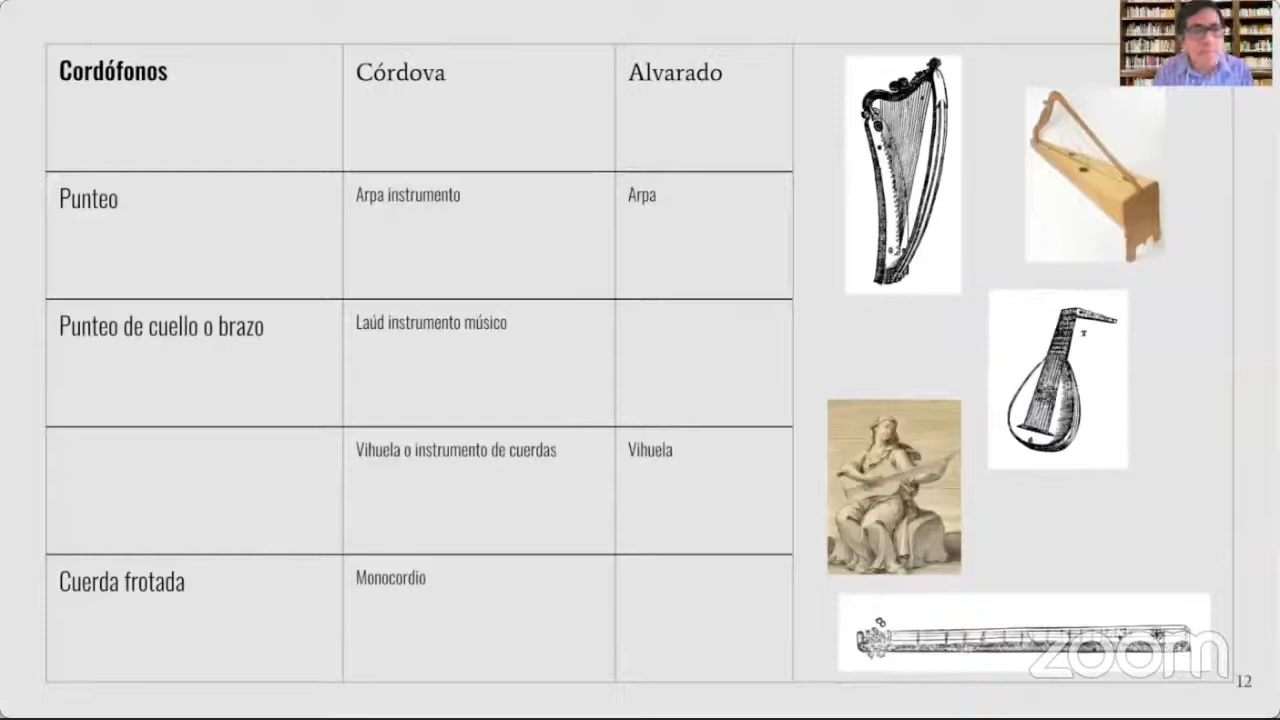 Cordófonos
Córdova
Alvarado
Punteo
Arpa instrumento
Arpa
Punteo de cuello o brazo
Laúd instrumento músico
Vihuela o instrumento de cuerdas
Vihuela
Cuerda frotada
Monocordio
zoom
12